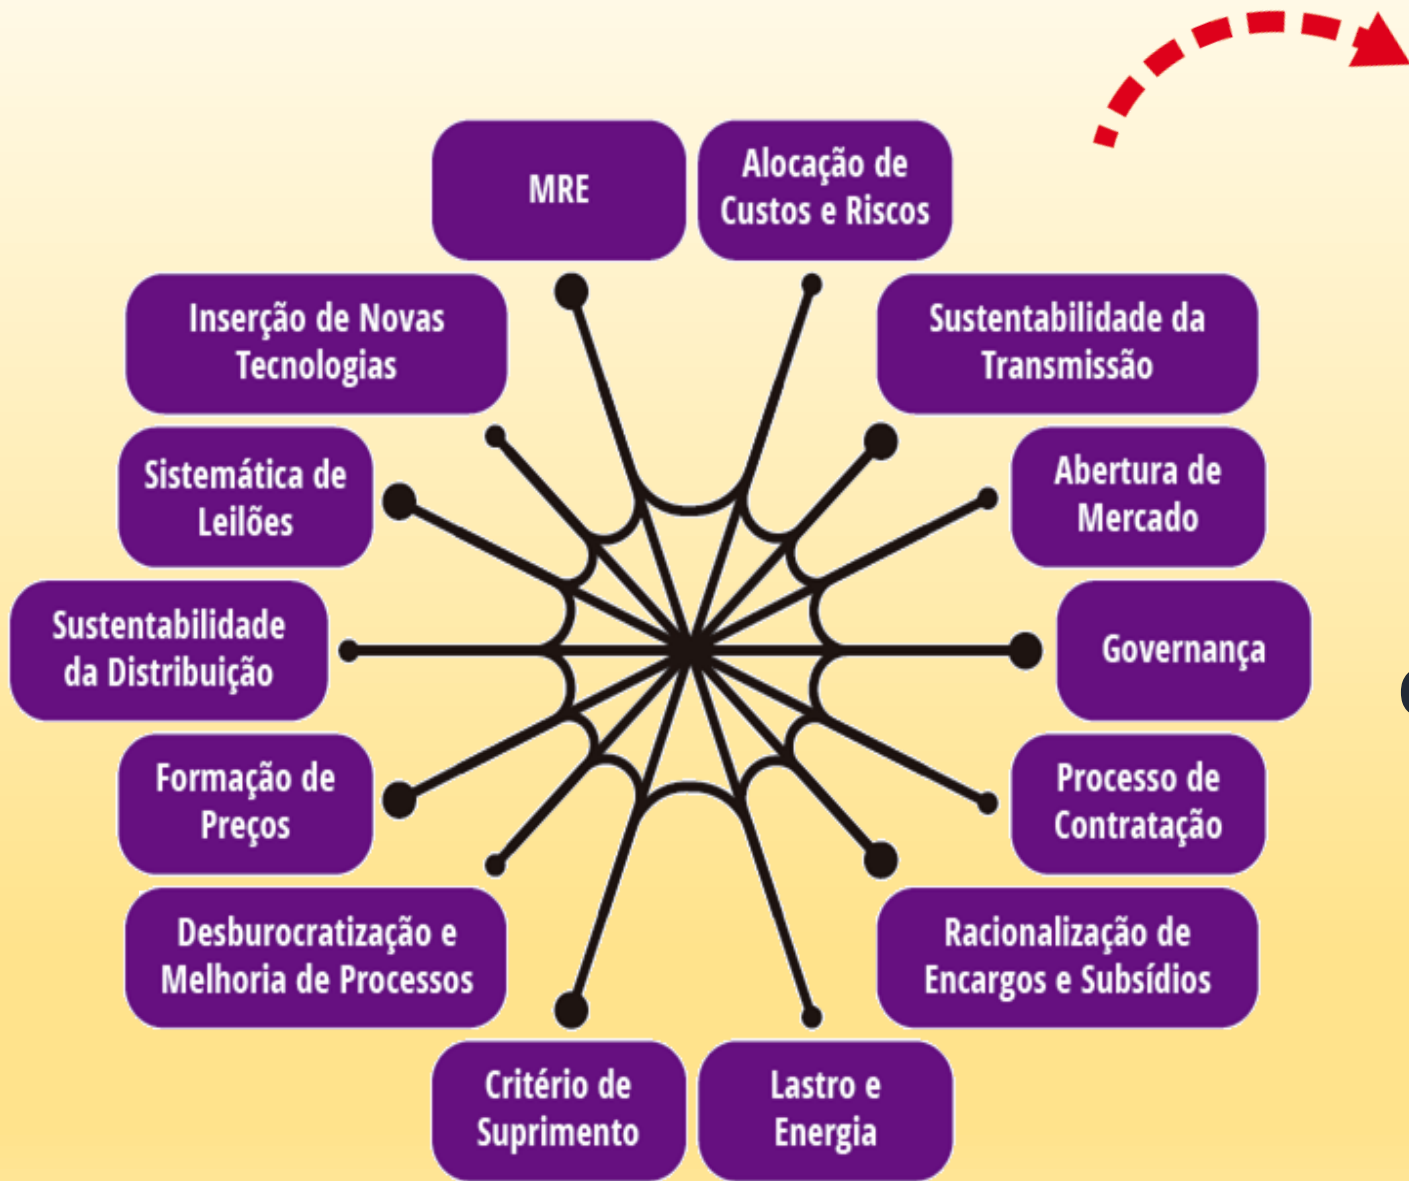 MRE
Alocação de
Custos e Riscos
Inserção de Novas
Tecnologias
Sustentabilidade da
Transmissão
Sistemática de
Leilões
Abertura de
Mercado
Sustentabilidade
da Distribuição
Governança
Formação de
Preços
Processo de
Contratação
Desburocratização e
Melhoria de Processos
Racionalização de
Encargos e Subsídios
Critério de
Suprimento
Lastro e
Energia